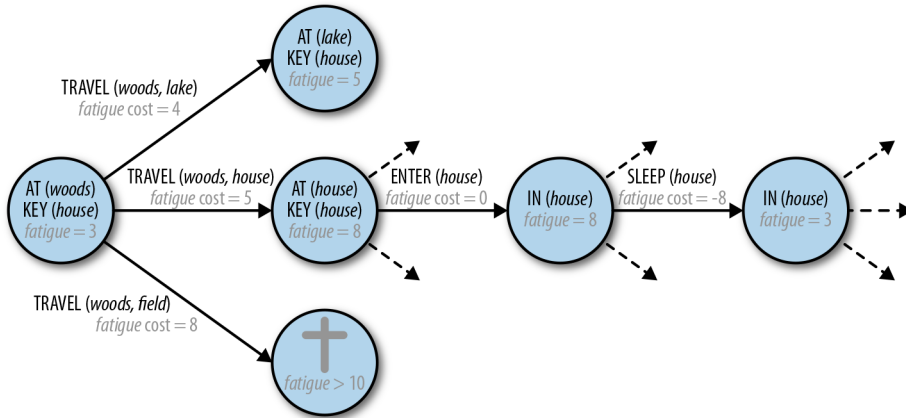 AT (lake)
KEY (house)
fatigue = 5
TRAVEL (woods, lake)
fatigue cost = 4
AT (woods)
KEY (house)
fatigue = 3
TRAVEL (woods, house)
fatigue cost = 5
AT (house)
KEY (house)
fatigue = 8
ENTER (house)
fatigue cost = 0
IN (house)
fatigue = 8
SLEEP (house)
fatigue cost = -8
IN (house)
fatigue = 3
TRAVEL (woods, field)
fatigue cost = 8
fatigue > 10